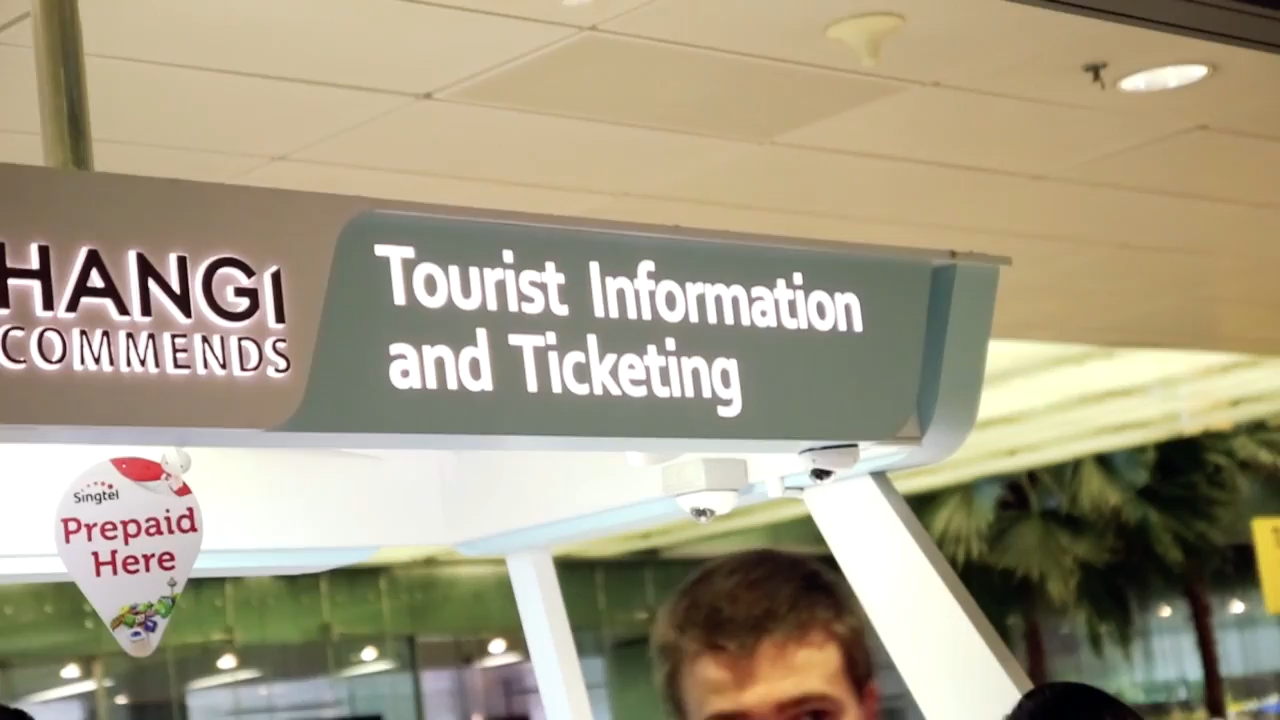 HANGI
COMMENDS
Tourist Information
and Ticketing
Singtel
Prepaid
Here